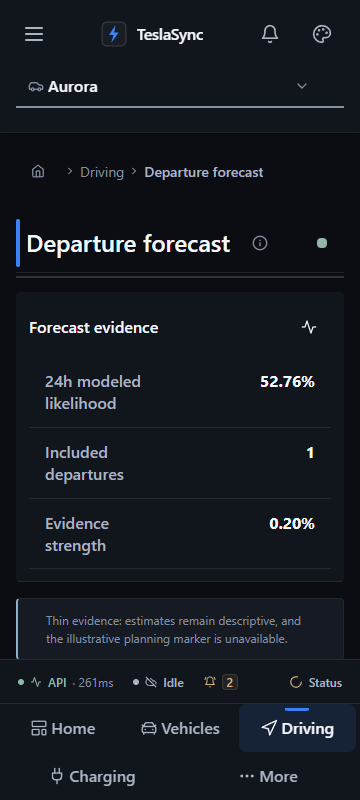 TeslaSync
Aurora
Driving Departure forecast
Departure forecast
Forecast evidence
24h modeled 52.76%
likelihood
Included 1
departures
Evidence 0.20%
strength
Thin evidence: estimates remain descriptive, and
the illustrative planning marker is unavailable.
API · 261ms Idle 2 Status
Home Vehicles Driving
Charging More